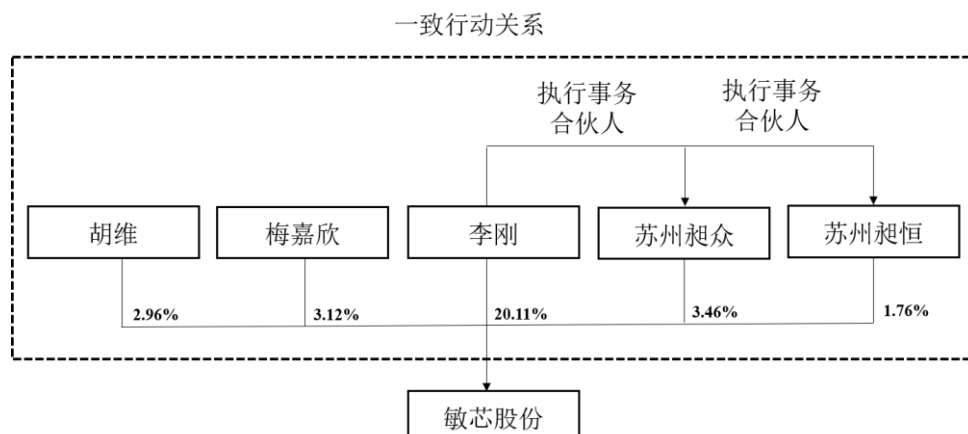 一致行动关系
执行事务
合伙人
执行事务
合伙人
胡维
梅嘉欣
李刚
苏州昶众
苏州昶恒
2.96%
3.12%
20.11%
3.46%
1.76%
敏芯股份